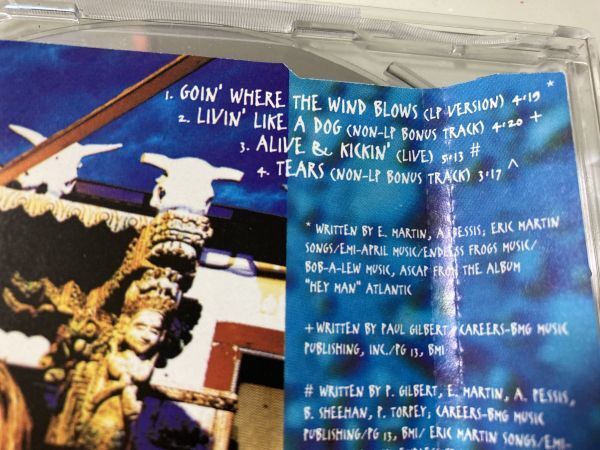 1. GOIN' WHERE THE WIND BLOWS (LP VERSION) 4:19 *
2. LIVIN' LIKE A DOG (NON-LP BONUS TRACK) 4:20 +
3. ALIVE & KICKIN' (LIVE) 5:13 #
4. TEARS (NON-LP BONUS TRACK) 3:17 ^
* WRITTEN BY E. MARTIN, A. PESSIS; ERIC MARTIN
SONGS/EMI-APRIL MUSIC/ENDLESS FROGS MUSIC/
BOB-A-LEW MUSIC, ASCAP FROM THE ALBUM
"HEY MAN" ATLANTIC
+ WRITTEN BY PAUL GILBERT, CAREERS-BMG MUSIC
PUBLISHING, INC./PG 13, BMI
# WRITTEN BY P. GILBERT, E. MARTIN, A. PESSIS,
B. SHEEHAN, P. TORPEY; CAREERS-BMG MUSIC
PUBLISHING/PG 13, BMI/ ERIC MARTIN SONGS/EMI-